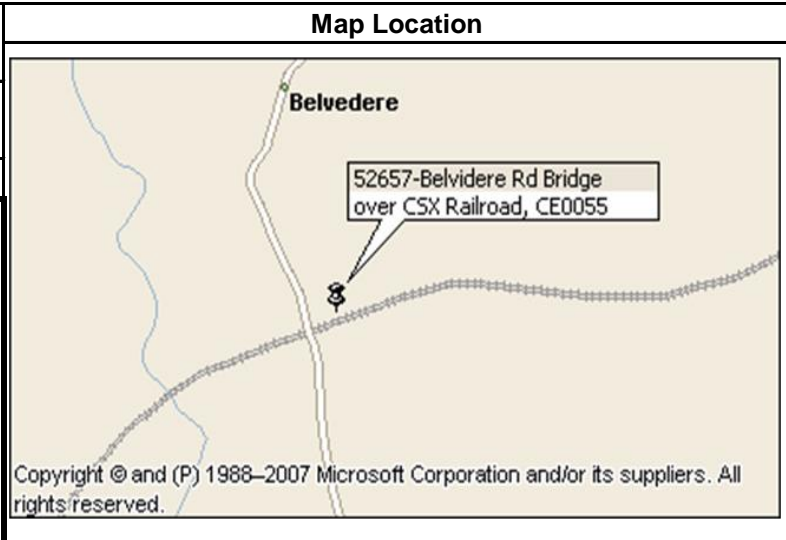 Map Location
Belvedere
52657-Belvidere Rd Bridge
over CSX Railroad, CE0055
Copyright © and (P) 1988–2007 Microsoft Corporation and/or its suppliers. All
rights reserved.